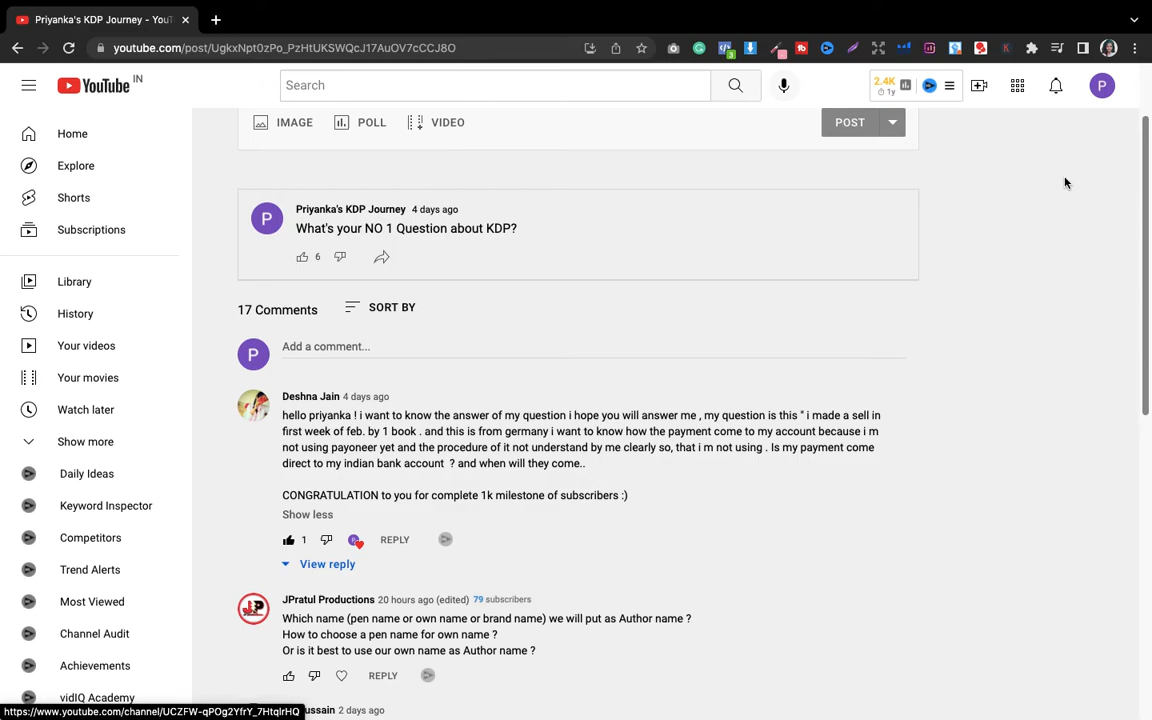 Priyanka's KDP Journey - YouT
youtube.com/post/UgkxNpt0zPo_PzHtUKSWQcJ17AuOV7cCCJ8O
3
K
YouTube IN
Search
2.4K
1y
P
Home
Explore
Shorts
Subscriptions
Library
History
Your videos
Your movies
Watch later
Show more
Daily Ideas
Keyword Inspector
Competitors
Trend Alerts
Most Viewed
Channel Audit
Achievements
vidIQ Academy
IMAGE POLL VIDEO POST
P
Priyanka's KDP Journey 4 days ago
What's your NO 1 Question about KDP?
6
17 Comments SORT BY
P
Add a comment...
Deshna Jain 4 days ago
hello priyanka ! i want to know the answer of my question i hope you will answer me , my question is this " i made a sell in
first week of feb. by 1 book . and this is from germany i want to know how the payment come to my account because i m
not using payoneer yet and the procedure of it not understand by me clearly so, that i m not using . Is my payment come
direct to my indian bank account ? and when will they come..
CONGRATULATION to you for complete 1k milestone of subscribers :)
Show less
1 P REPLY
View reply
JP
JPratul Productions 20 hours ago (edited) 79 subscribers
Which name (pen name or own name or brand name) we will put as Author name ?
How to choose a pen name for own name ?
Or is it best to use our own name as Author name ?
REPLY
ussain 2 days ago
https://www.youtube.com/channel/UCZFW-qPOg2YfrY_7HtqlrHQ